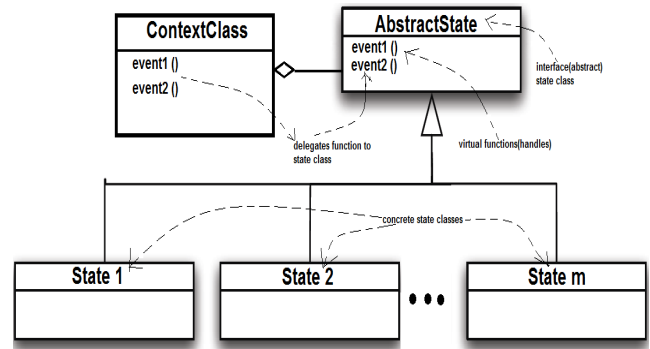 ContextClass
event1 ()
event2 ()
AbstractState
event1 ()
event2 ()
interface(abstract)
state class
delegates function to
state class
virtual functions(handles)
concrete state classes
State 1
State 2
State m